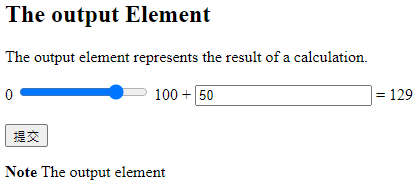 The output Element
The output element represents the result of a calculation.
0 100 + 50 = 129
提交
Note The output element